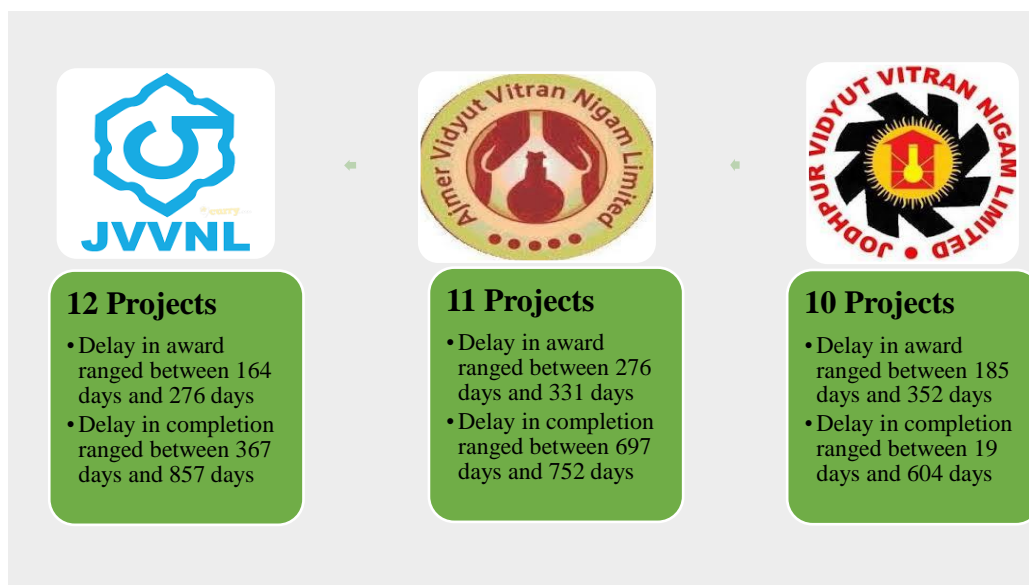 JVVNL
12 Projects
• Delay in award
ranged between 164
days and 276 days
• Delay in completion
ranged between 367
days and 857 days
Ajmer Vidyut Vitran Nigam Limited
11 Projects
• Delay in award
ranged between 276
days and 331 days
• Delay in completion
ranged between 697
days and 752 days
JODHPUR VIDYUT VITRAN NIGAM LIMITED
10 Projects
• Delay in award
ranged between 185
days and 352 days
• Delay in completion
ranged between 19
days and 604 days